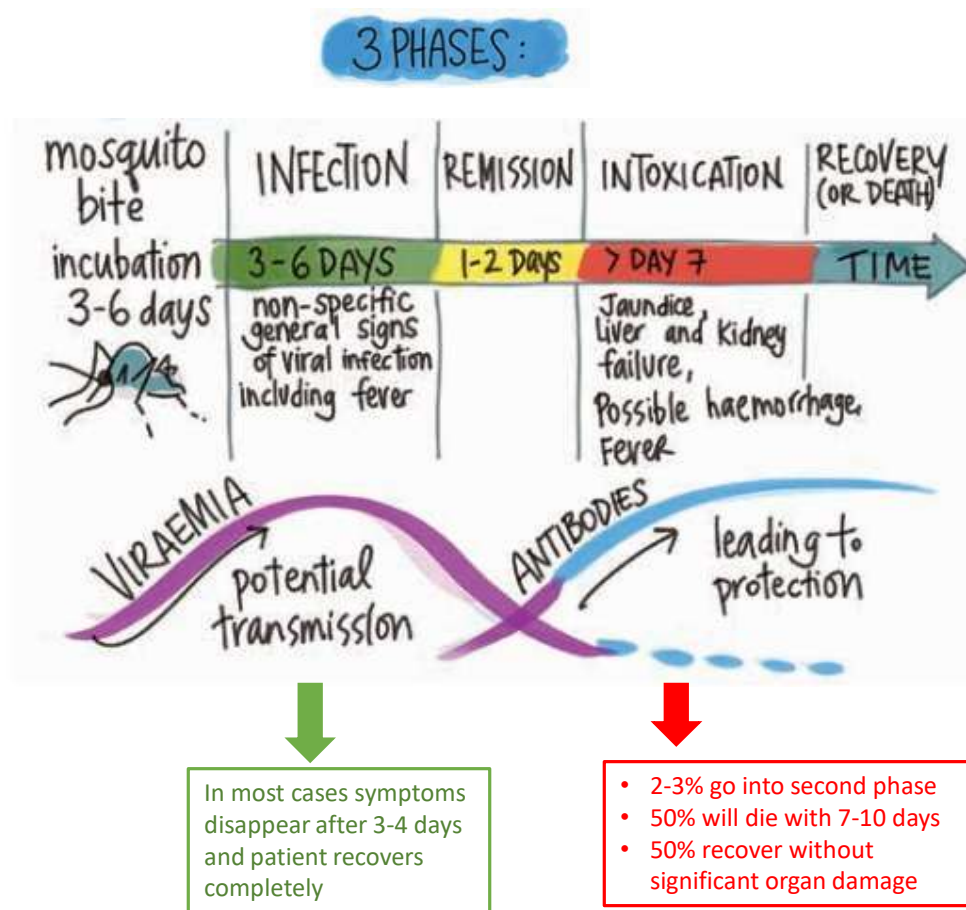 3 PHASES:
mosquito
bite
incubation
3-6 days
INFECTION
3-6 DAYS
non-specific
general signs
of viral infection
including fever
REMISSION
1-2 DAYS
INTOXICATION
> DAY 7
Jaundice,
Liver and Kidney
failure,
Possible haemorrhage,
Fever
RECOVERY
(OR DEATH)
TIME
VIRAEMIA
potential
transmission
ANTIBODIES
leading to
protection
In most cases symptoms
disappear after 3-4 days
and patient recovers
completely
• 2-3% go into second phase
• 50% will die with 7-10 days
• 50% recover without
significant organ damage